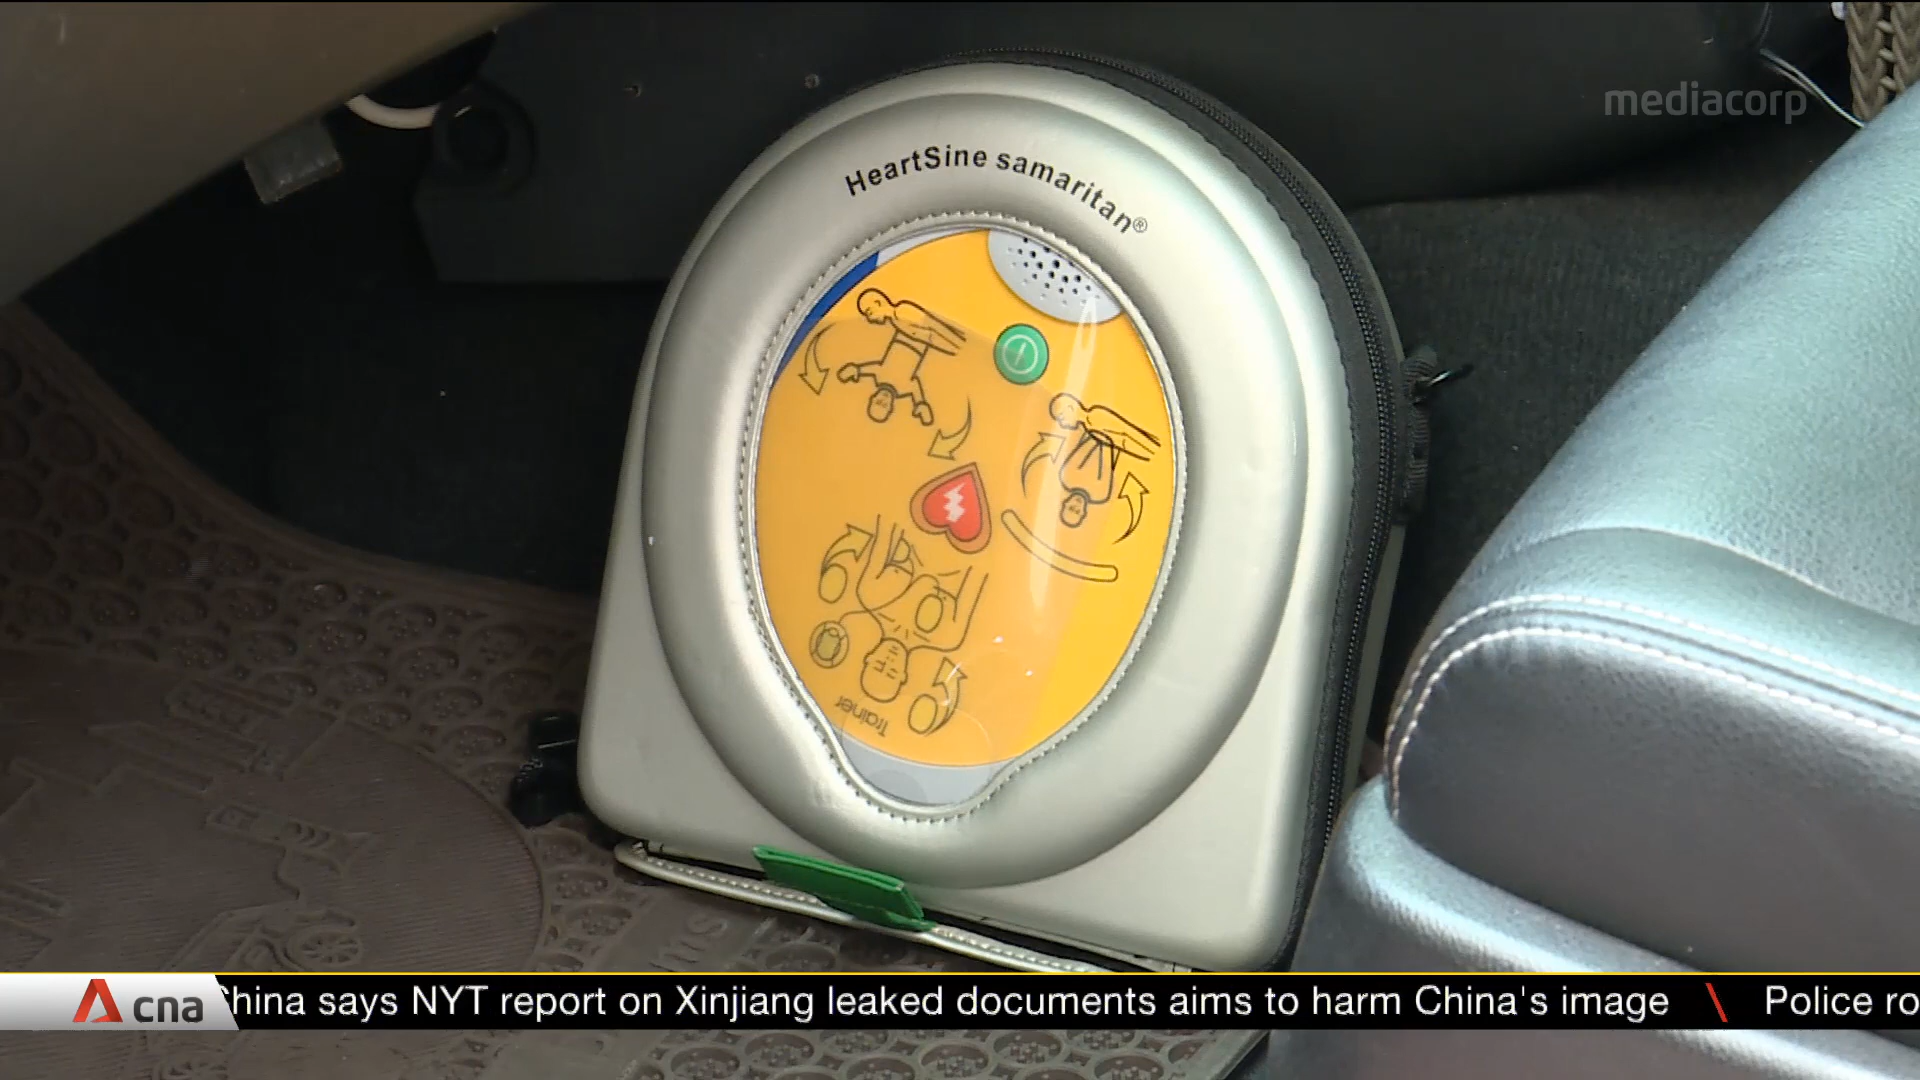 mediacorp
HeartSine samaritan®
Trainer
cna
China says NYT report on Xinjiang leaked documents aims to harm China's image \ Police ro